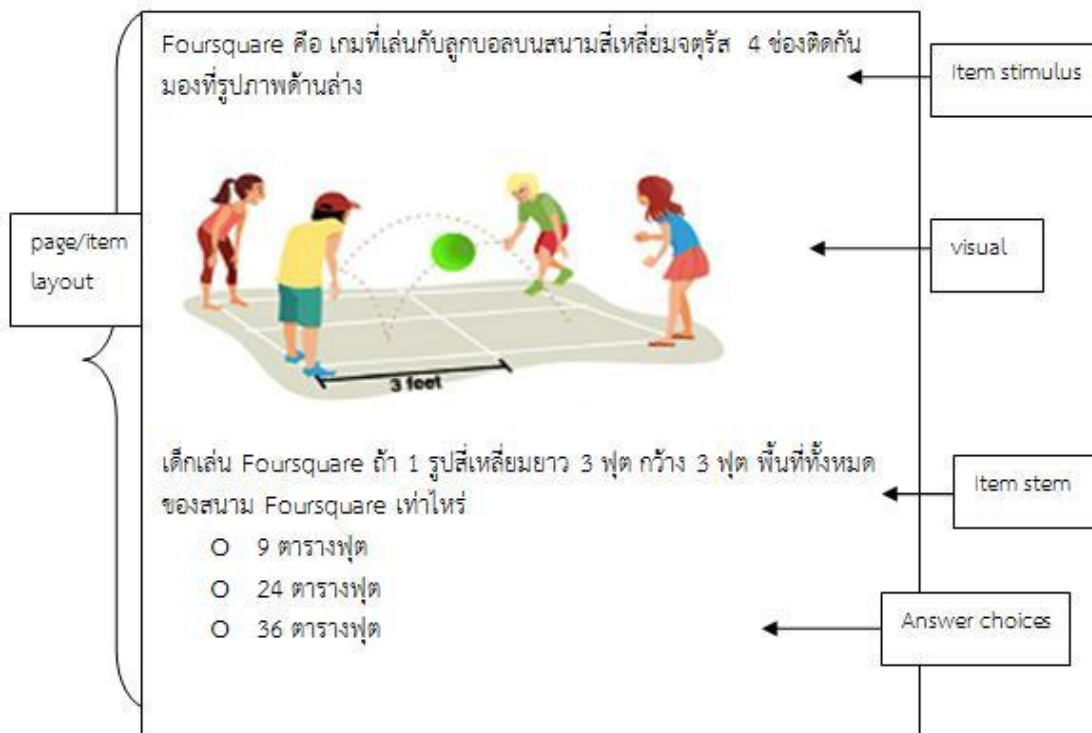 Foursquare คือ เกมที่เล่นกับลูกบอลบนสนามสี่เหลี่ยมจตุรัส 4 ช่องติดกัน
มองที่รูปภาพด้านล่าง
Item stimulus
page/item
layout
visual
3 feet
เด็กเล่น Foursquare ถ้า 1 รูปสี่เหลี่ยมยาว 3 ฟุต กว้าง 3 ฟุต พื้นที่ทั้งหมด
ของสนาม Foursquare เท่าไหร่
Item stem
O 9 ตารางฟุต
O 24 ตารางฟุต
O 36 ตารางฟุต
Answer choices